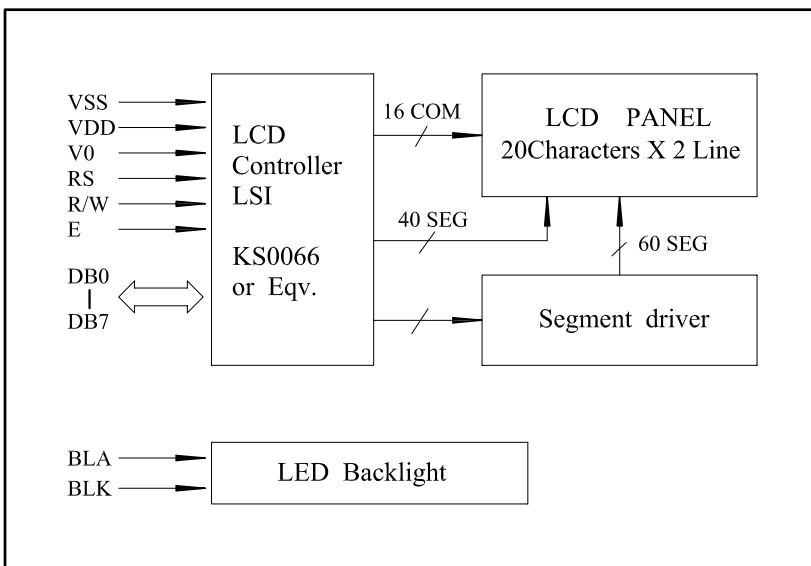 VSS
VDD
V0
RS
R/W
E
DB0
DB7
LCD
Controller
LSI
KS0066
or Eqv.
16 COM
40 SEG
LCD PANEL
20Characters X 2 Line
60 SEG
Segment driver
BLA
BLK
LED Backlight